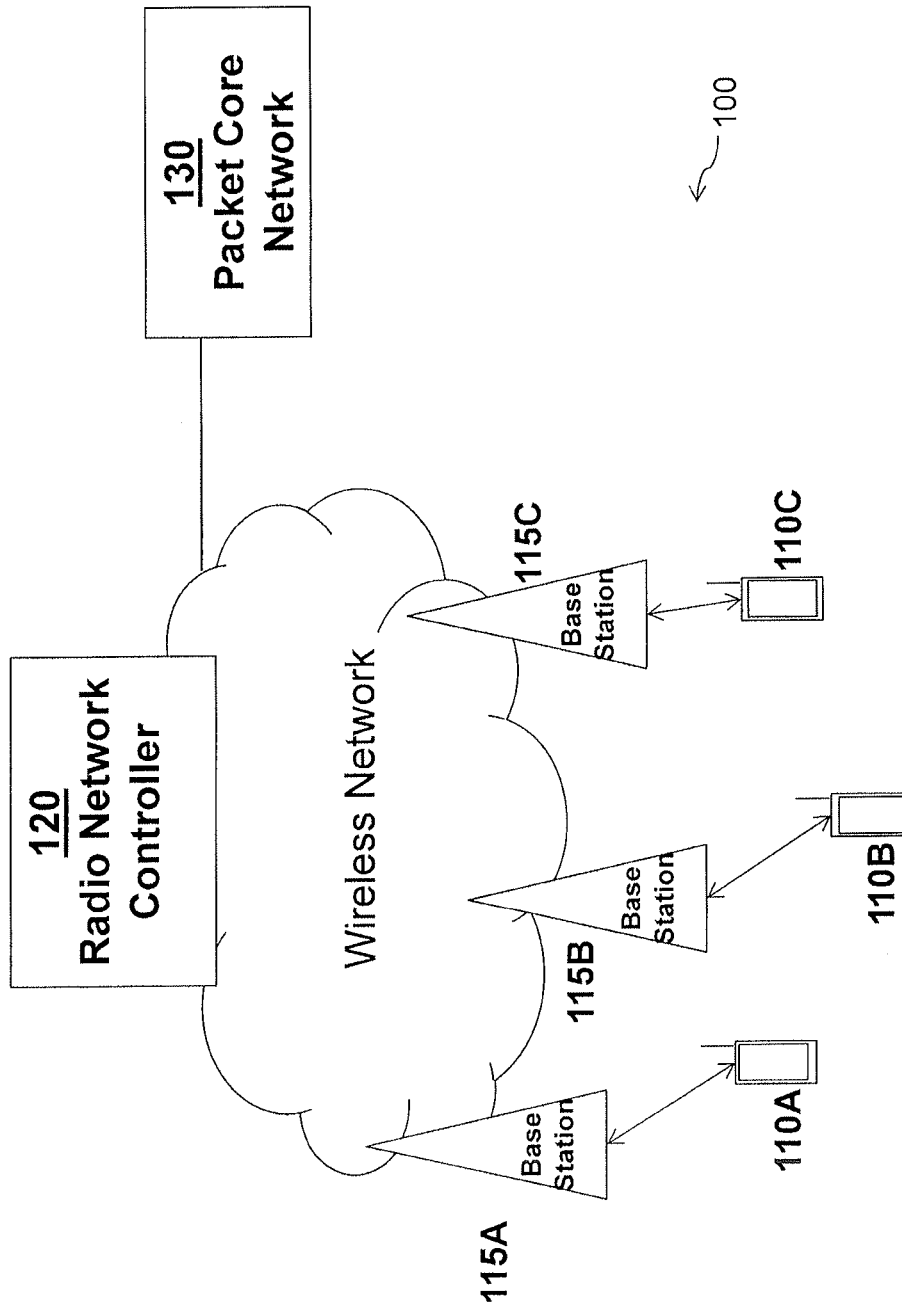 120
Radio Network
Controller
130
Packet Core
Network
Wireless Network
100
115A
Base
Station
115B
Base
Station
115C
Base
Station
110A
110B
110C